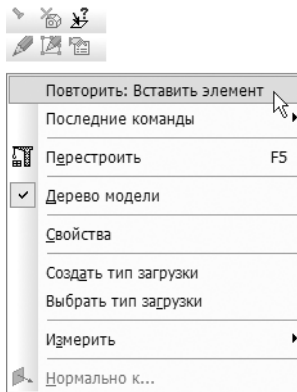 Повторить: Вставить элемент
Последние команды
Перестроить F5
Дерево модели
Свойства
Создать тип загрузки
Выбрать тип загрузки
Измерить
Нормально к...